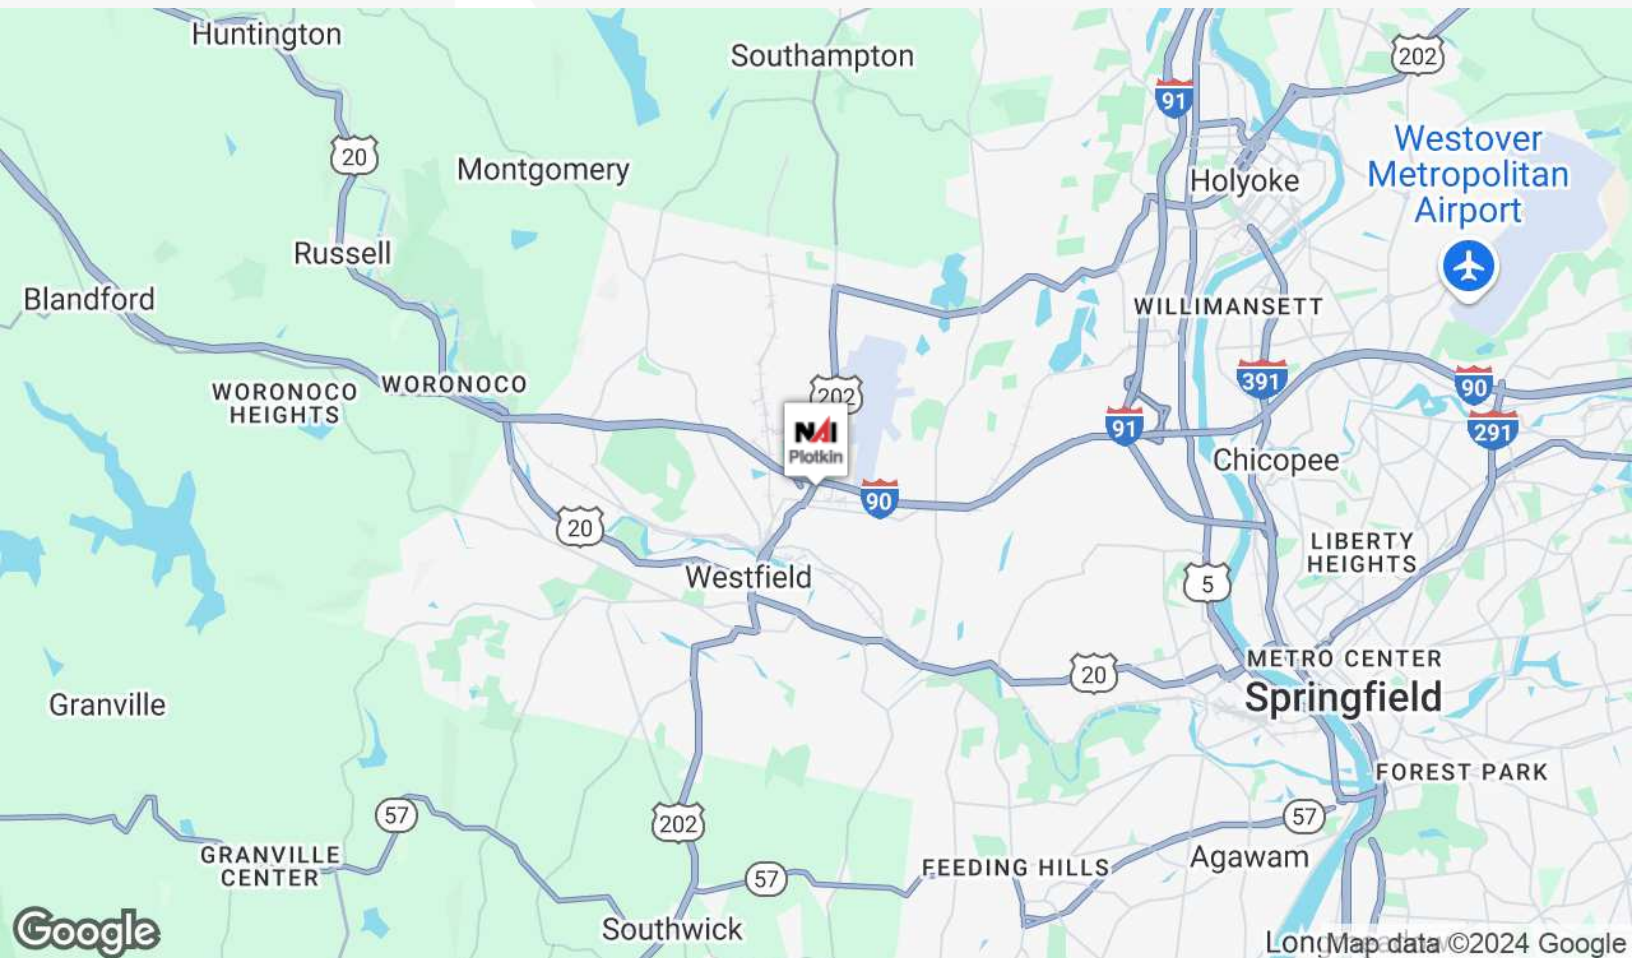 Huntington
Southampton
202
91
Westover
Metropolitan
Airport
20
Montgomery
Holyoke
Russell
Blandford
WILLIMANSETT
WORONOCO
HEIGHTS
WORONOCO
202
391
90
91
291
NAI
Plotkin
Chicopee
90
20
LIBERTY
HEIGHTS
Westfield
5
METRO CENTER
20
Springfield
Granville
FOREST PARK
57
202
57
GRANVILLE
CENTER
Agawam
FEEDING HILLS
57
Southwick
Google
Map data ©2024 Google